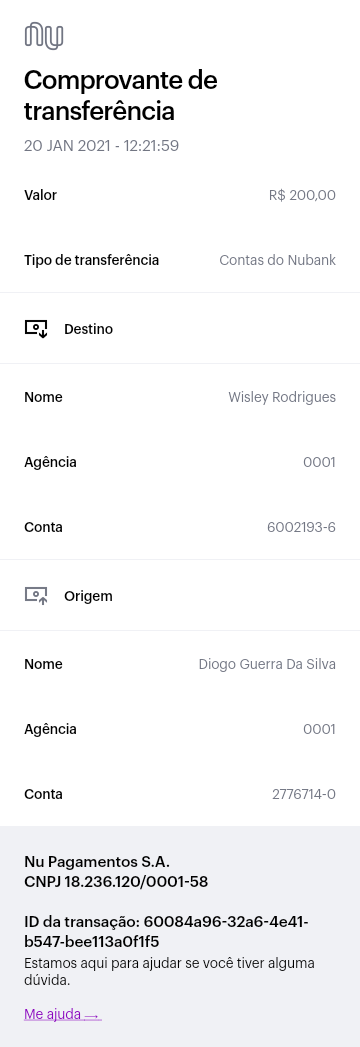 nu
Comprovante de
transferência
20 JAN 2021 - 12:21:59
Valor R$ 200,00
Tipo de transferência Contas do Nubank
Destino
Nome Wisley Rodrigues
Agência 0001
Conta 6002193-6
Origem
Nome Diogo Guerra Da Silva
Agência 0001
Conta 2776714-0
Nu Pagamentos S.A.
CNPJ 18.236.120/0001-58
ID da transação: 60084a96-32a6-4e41-
b547-bee113a0f1f5
Estamos aqui para ajudar se você tiver alguma
dúvida.
Me ajuda →